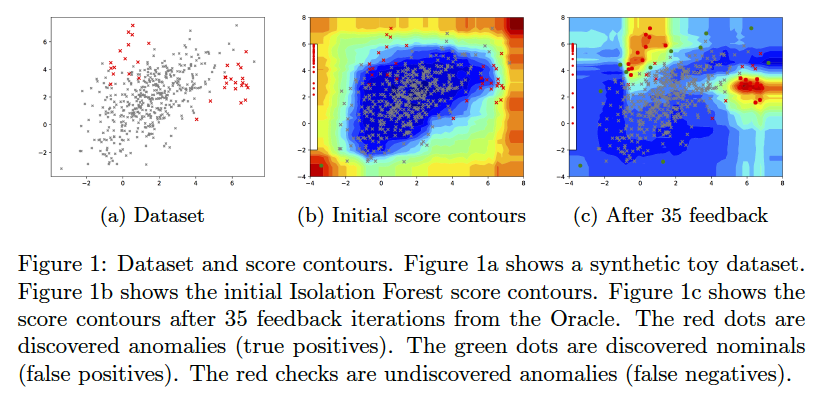 6
4
2
0
−2
−2 0 2 4 6
8
6
4
2
0
−2
−4
−4 −2 0 2 4 6 8
8
6
4
2
0
−2
−4
−4 −2 0 2 4 6 8
(a) Dataset (b) Initial score contours (c) After 35 feedback
Figure 1: Dataset and score contours. Figure 1a shows a synthetic toy dataset.
Figure 1b shows the initial Isolation Forest score contours. Figure 1c shows the
score contours after 35 feedback iterations from the Oracle. The red dots are
discovered anomalies (true positives). The green dots are discovered nominals
(false positives). The red checks are undiscovered anomalies (false negatives).